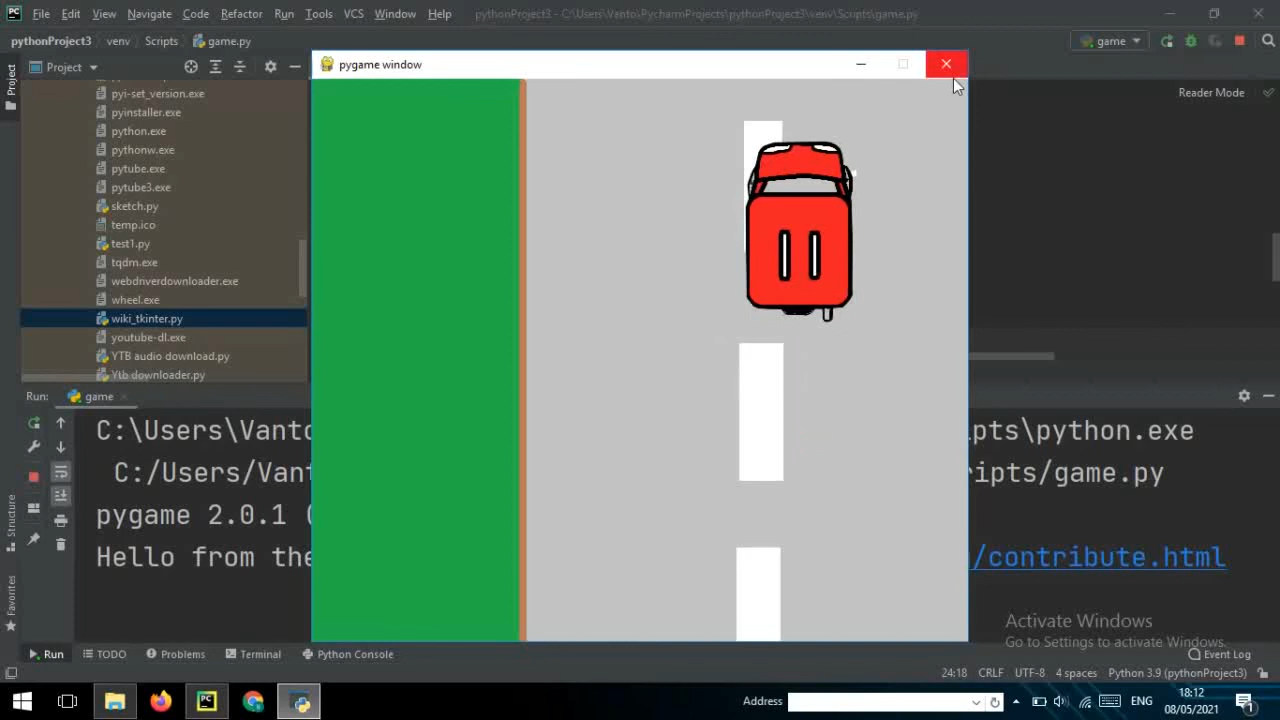 PC File Edit View Navigate Code Refactor Run Tools VCS Window Help pythonProject3 - C:\Users\Vanto\PycharmProjects\pythonProject3\venv\Scripts\game.py
pythonProject3 venv Scripts game.py game
Project
pygame window
Project
pyi-set_version.exe
Reader Mode
pyinstaller.exe
python.exe
pythonw.exe
pytube.exe
pytube3.exe
sketch.py
temp.ico
test1.py
tqdm.exe
webdriverdownloader.exe
wheel.exe
wiki_tkinter.py
youtube-dl.exe
YTB audio download.py
Ytb downloader.py
Run: game
C:\Users\Vanto pts\python.exe
C:/Users/Van ripts/game.py
pygame 2.0.1
Hello from the /contribute.html
Structure
Favorites
Activate Windows
Go to Settings to activate Windows.
Run TODO Problems Terminal Python Console Event Log
24:18 CRLF UTF-8 4 spaces Python 3.9 (pythonProject3)
PC Address ENG 18:12
08/05/2021 1